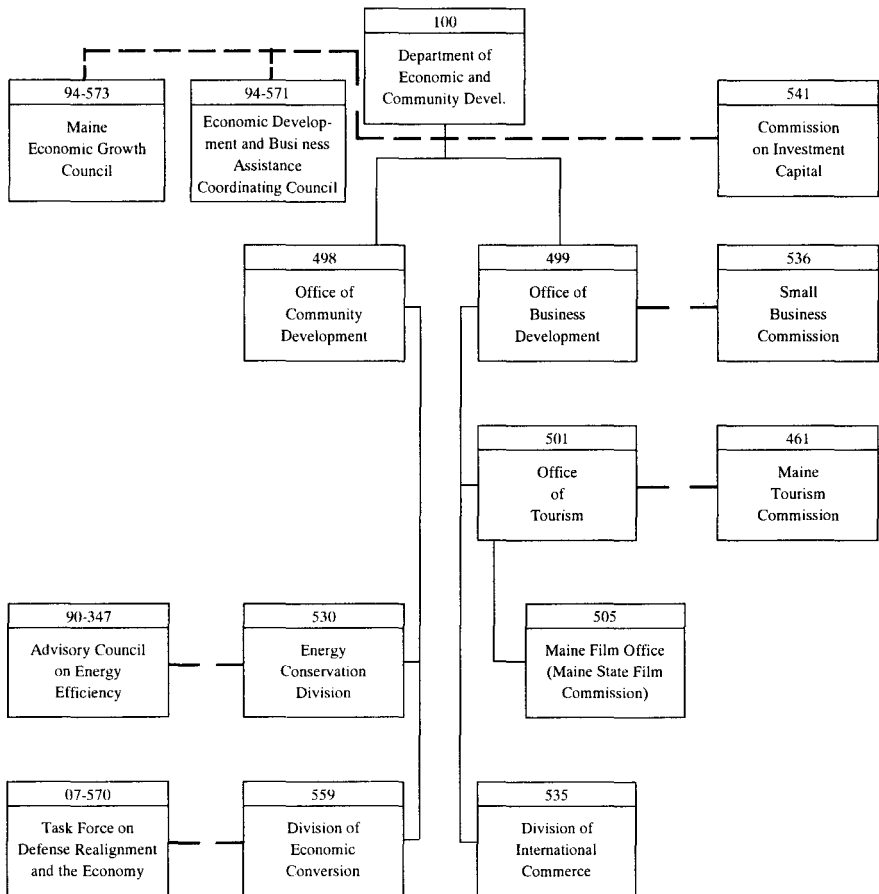 100
Department of
Economic and
Community Devel.
94-573
Maine
Economic Growth
Council
94-571
Economic Develop-
ment and Busi ness
Assistance
Coordinating Council
541
Commission
on Investment
Capital
498
Office of
Community
Development
499
Office of
Business
Development
536
Small
Business
Commission
501
Office
of
Tourism
461
Maine
Tourism
Commission
90-347
Advisory Council
on Energy
Efficiency
530
Energy
Conservation
Division
505
Maine Film Office
(Maine State Film
Commission)
07-570
Task Force on
Defense Realignment
and the Economy
559
Division of
Economic
Conversion
535
Division of
International
Commerce